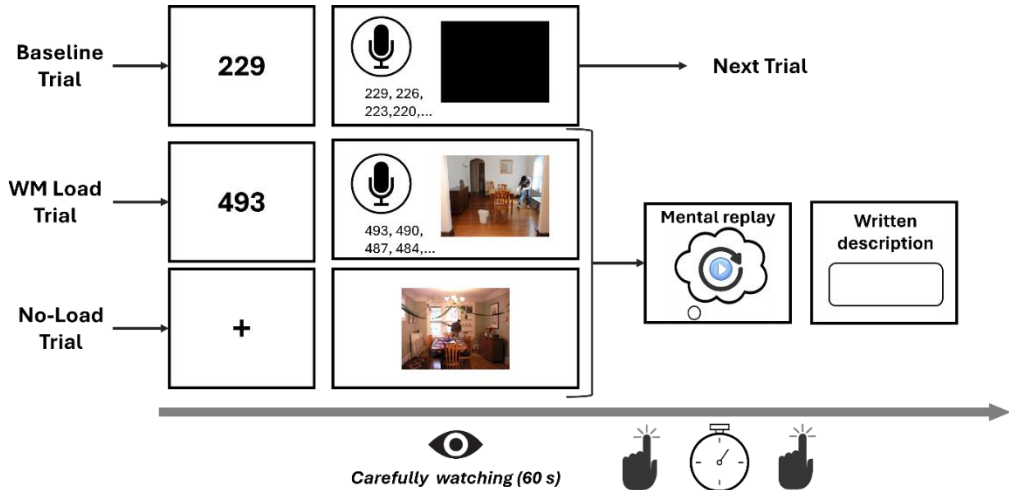 Baseline
Trial
229
229, 226,
223,220,...
Next Trial
WM Load
Trial
493
493, 490,
487, 484,...
Mental replay
Written
description
No-Load
Trial
+
Carefully watching (60 s)